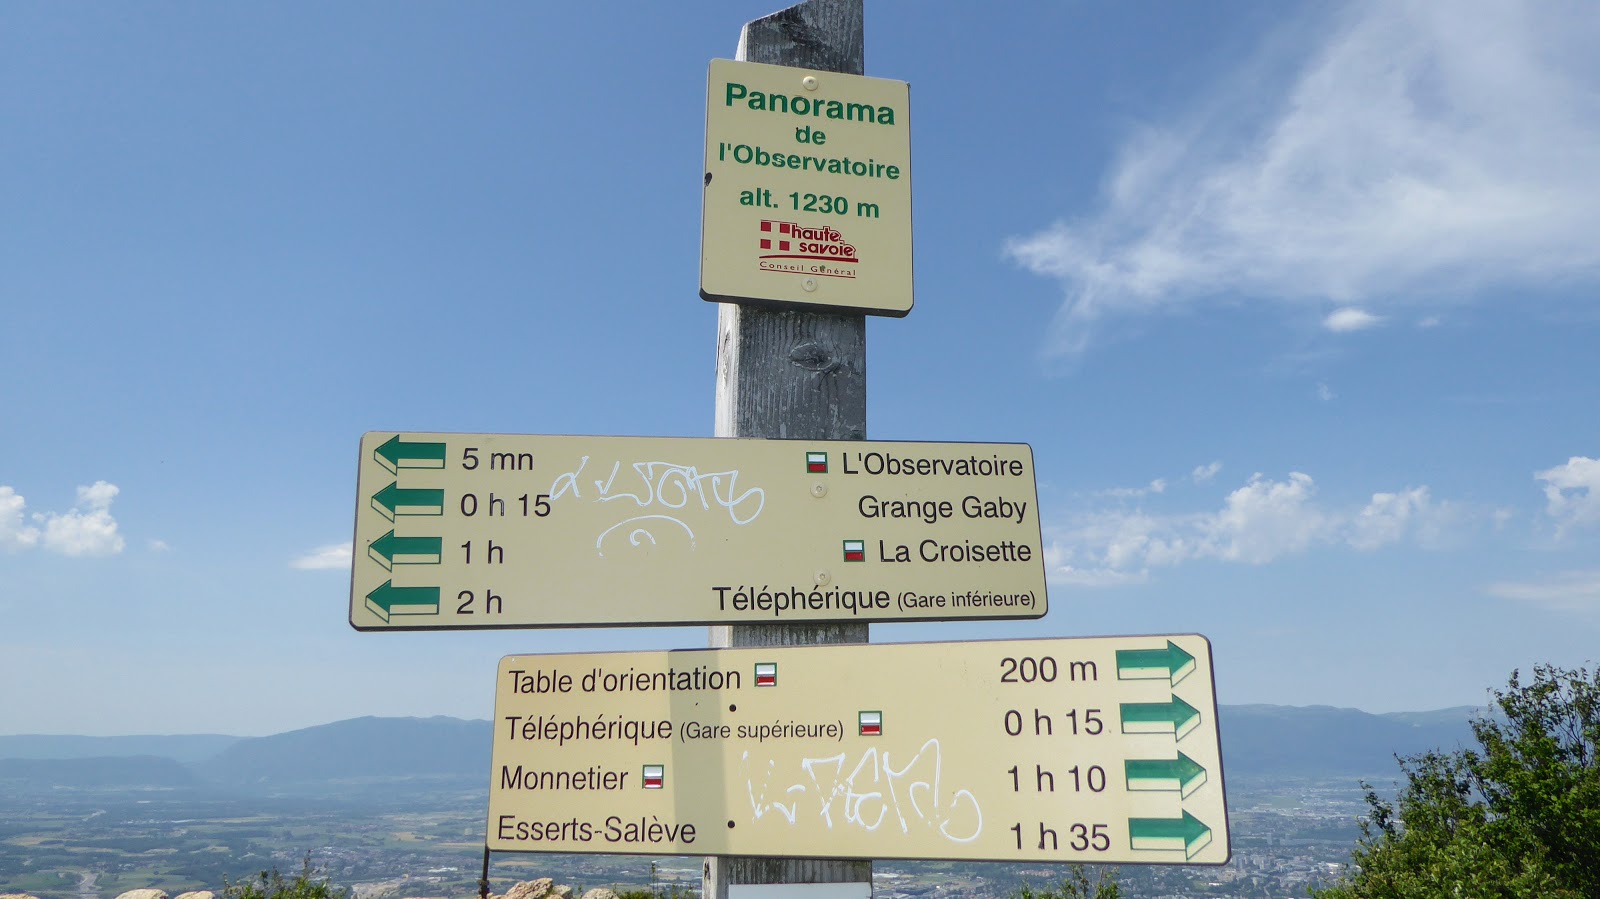 Panorama
de
l'Observatoire
alt. 1230 m
haute
savoie
Conseil Général
5 mn L'Observatoire
0 h 15 Grange Gaby
1 h La Croisette
2 h Téléphérique (Gare inférieure)
Table d'orientation 200 m
Téléphérique (Gare supérieure) 0 h 15
Monnetier 1 h 10
Esserts-Salève 1 h 35